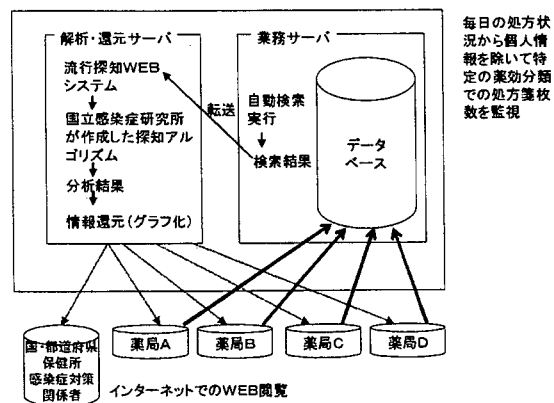 毎日の処方状
況から個人情
報を除いて特
定の薬効分類
での処方箋枚
数を監視
解析・還元サーバ
流行探知WEB
システム
国立感染症研究所
が作成した探知アル
ゴリズム
分析結果
情報還元(グラフ化)
転送
業務サーバ
自動検索
実行
検索結果
データ
ベース
国・都道府県
保健所
感染症対策
関係者
薬局A
薬局B
薬局C
薬局D
インターネットでのWEB閲覧